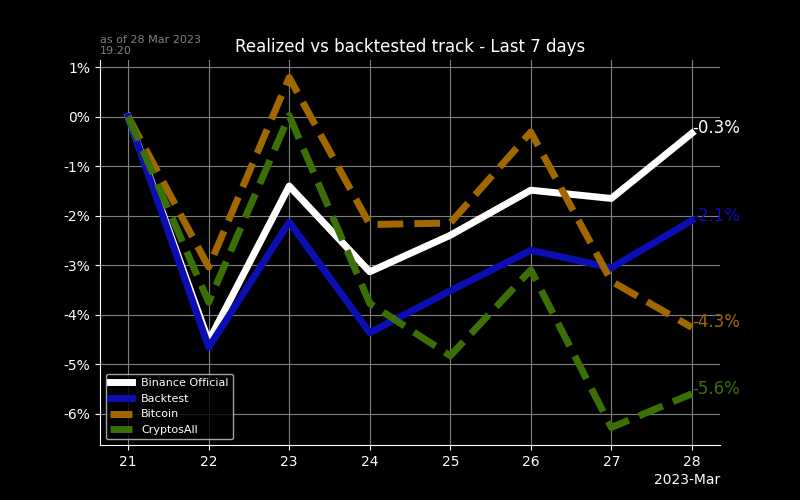 as of 28 Mar 2023
19:20
Realized vs backtested track - Last 7 days
1%
0%
-1%
-2%
-3%
-4%
-5%
-6%
-0.3%
-2.1%
-4.3%
-5.6%
Binance Official
Backtest
Bitcoin
CryptosAll
21 22 23 24 25 26 27 28
2023-Mar